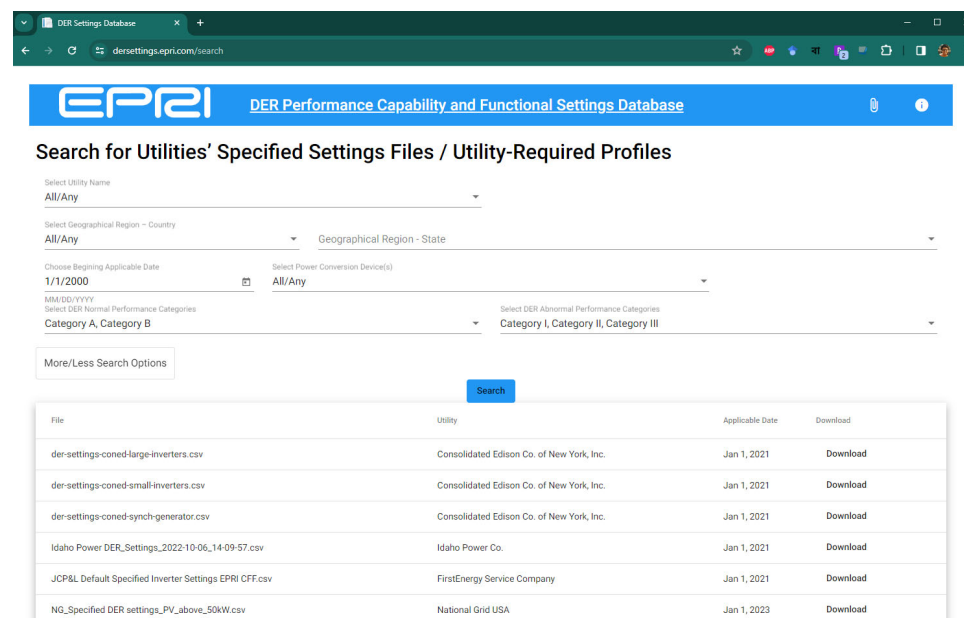 DER Settings Database
dersettings.epri.com/search
ABP
বা
2
EPRI
DER Performance Capability and Functional Settings Database
Search for Utilities’ Specified Settings Files / Utility-Required Profiles
Select Utility Name
All/Any
Select Geographical Region – Country
All/Any
Geographical Region - State
Choose Begining Applicable Date
Select Power Conversion Device(s)
1/1/2000
All/Any
MM/DD/YYYY
Select DER Normal Performance Categories
Select DER Abnormal Performance Categories
Category A, Category B
Category I, Category II, Category III
More/Less Search Options
Search
File Utility Applicable Date Download
der-settings-coned-large-inverters.csv Consolidated Edison Co. of New York, Inc. Jan 1, 2021 Download
der-settings-coned-small-inverters.csv Consolidated Edison Co. of New York, Inc. Jan 1, 2021 Download
der-settings-coned-synch-generator.csv Consolidated Edison Co. of New York, Inc. Jan 1, 2021 Download
Idaho Power DER_Settings_2022-10-06_14-09-57.csv Idaho Power Co. Jan 1, 2021 Download
JCP&L Default Specified Inverter Settings EPRI CFF.csv FirstEnergy Service Company Jan 1, 2021 Download
NG_Specified DER settings_PV_above_50kW.csv National Grid USA Jan 1, 2023 Download